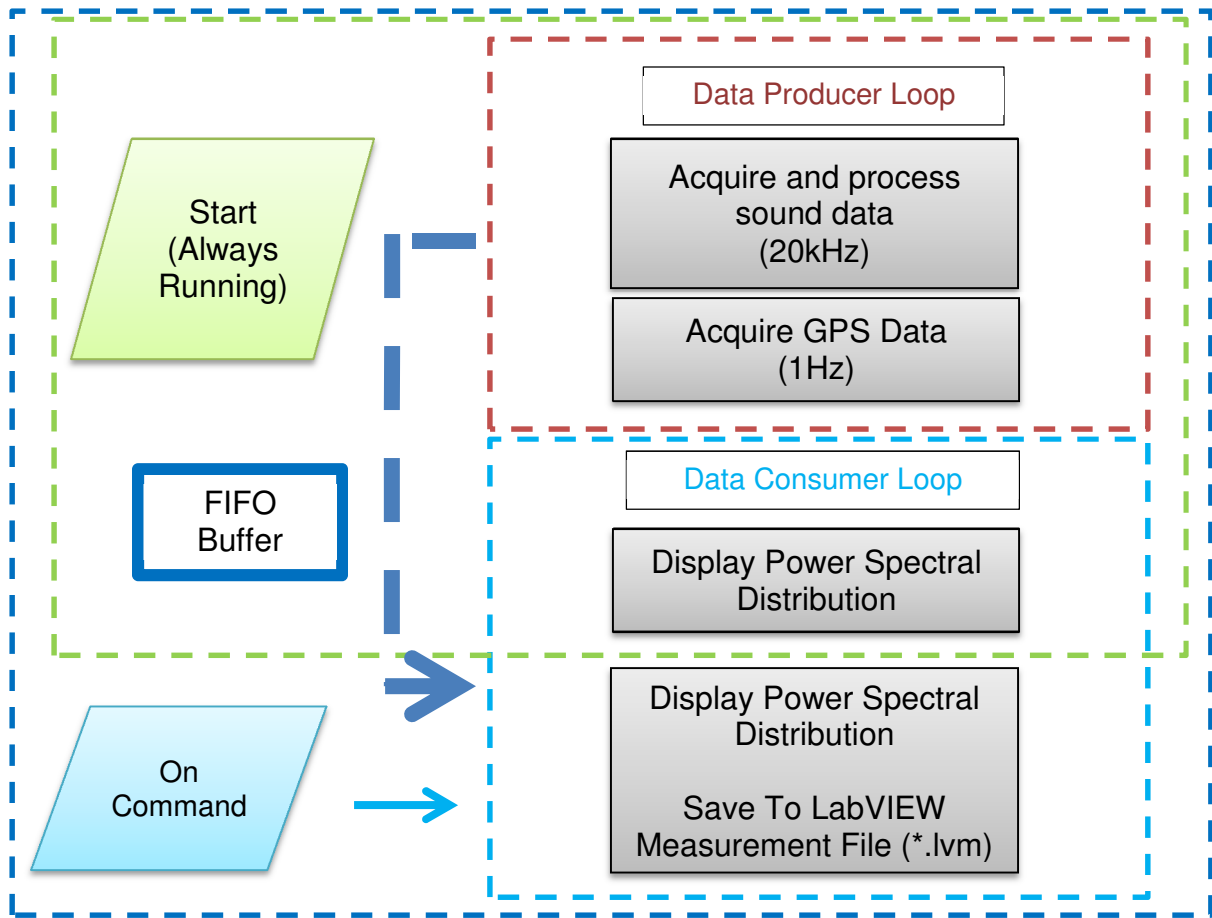 Data Producer Loop
Acquire and process
sound data
(20kHz)
Start
(Always
Running)
Acquire GPS Data
(1Hz)
Data Consumer Loop
FIFO
Buffer
Display Power Spectral
Distribution
Display Power Spectral
Distribution
Save To LabVIEW
Measurement File (*.lvm)
On
Command